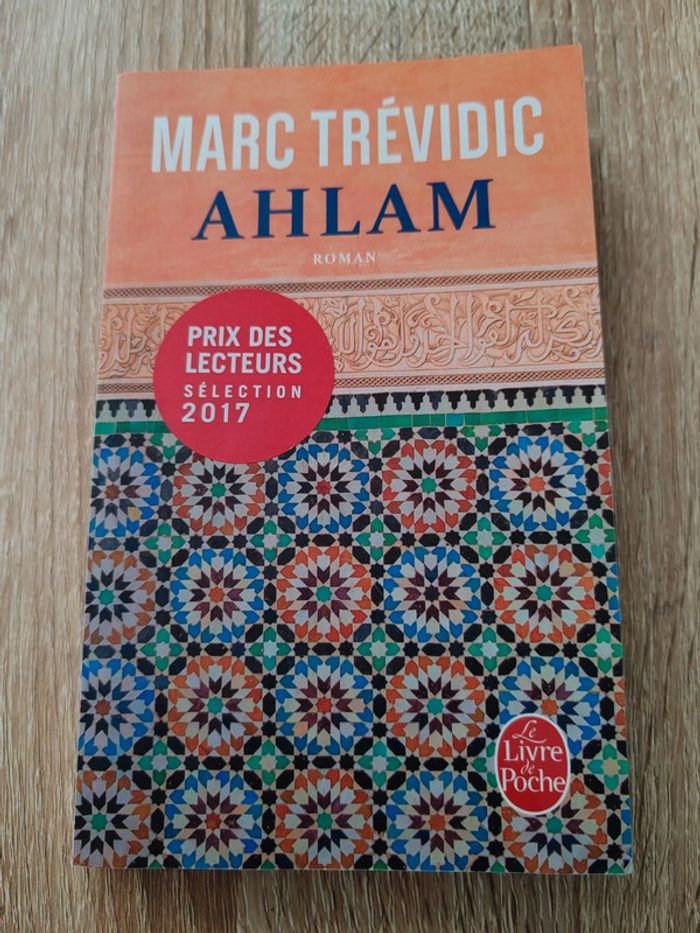 MARC TRÉVIDIC
AHLAM
ROMAN
PRIX DES
LECTEURS
SÉLECTION
2017
Le
Livre
de
Poche